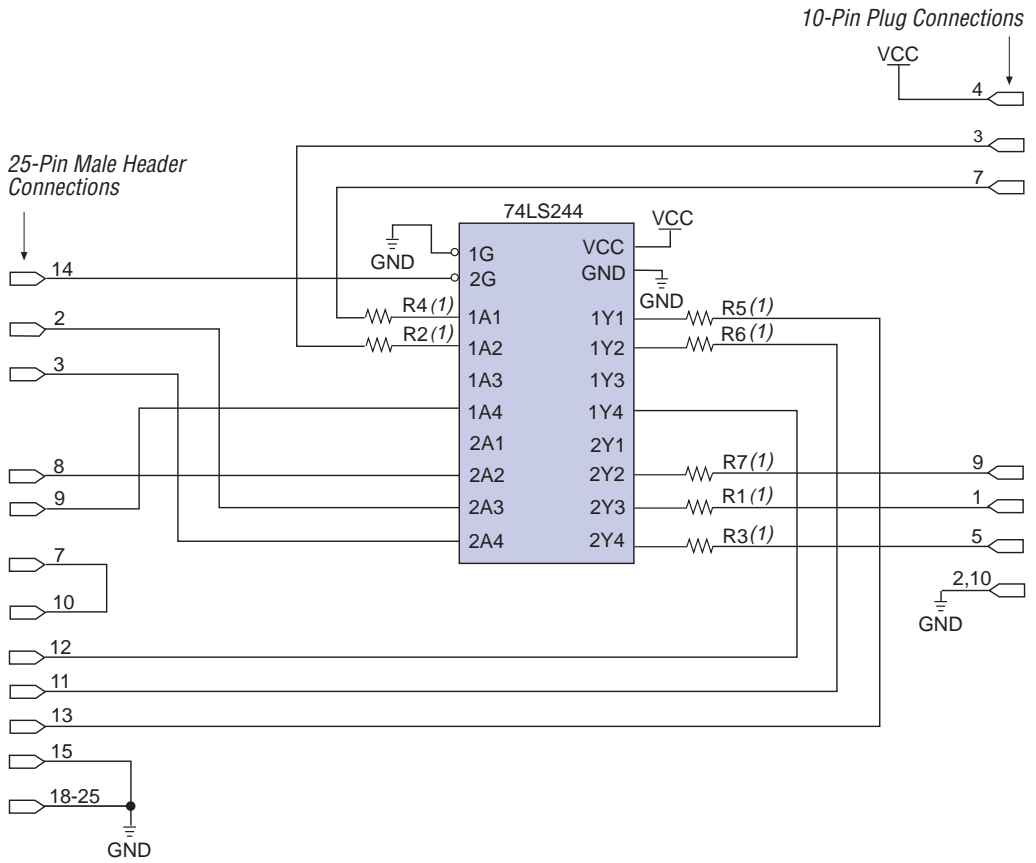 10-Pin Plug Connections
VCC
4
3
7
25-Pin Male Header
Connections
74LS244
VCC
GND
1G
VCC
14
2G
GND
GND
R4(1)
1A1
1Y1
R5(1)
2
R2(1)
1A2
1Y2
R6(1)
3
1A3
1Y3
1A4
1Y4
2A1
2Y1
8
2A2
2Y2
R7(1)
9
9
2A3
2Y3
R1(1)
1
2A4
2Y4
R3(1)
5
7
2,10
GND
10
12
11
13
15
18-25
GND